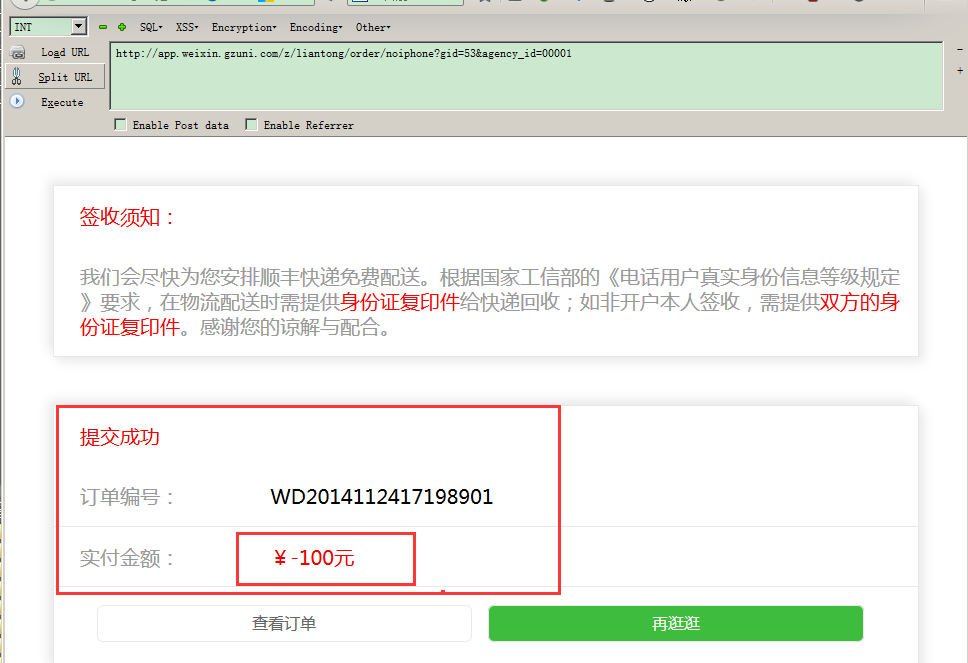 INT SQL▾ XSS▾ Encryption▾ Encoding▾ Other▾
Load URL http://app.weixin.gzuni.com/z/liantong/order/noiphone?gid=53&agency_id=00001
Split URL
Execute
Enable Post data Enable Referrer
签收须知：
我们会尽快为您安排顺丰快递免费配送。根据国家工信部的《电话用户真实身份信息等级规定
》要求，在物流配送时需提供身份证复印件给快递回收；如非开户本人签收，需提供双方的身
份证复印件。感谢您的谅解与配合。
提交成功
订单编号： WD2014112417198901
实付金额： ¥ -100元
查看订单 再逛逛